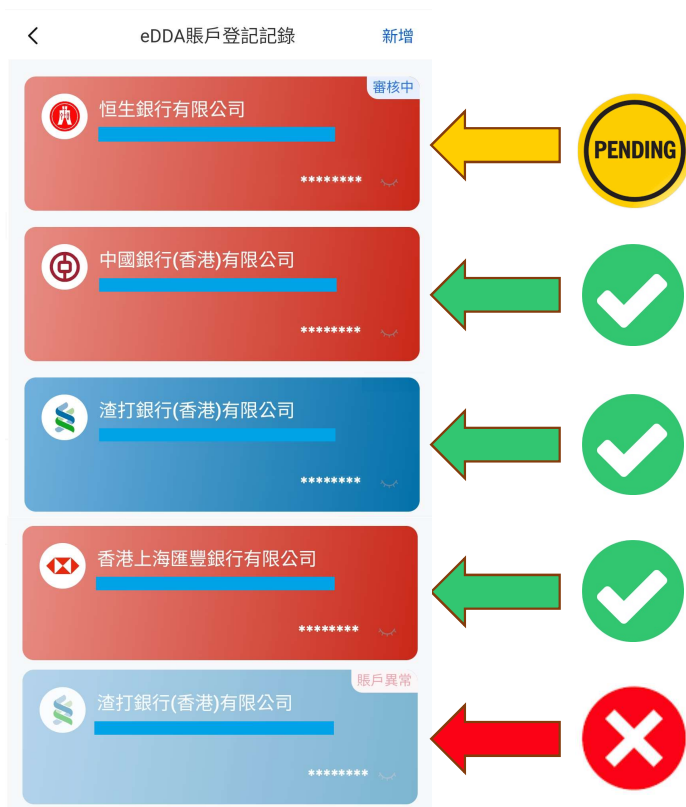 eDDA賬戶登記記錄
新增
審核中
恒生銀行有限公司
********
PENDING
中國銀行(香港)有限公司
********
渣打銀行(香港)有限公司
********
香港上海匯豐銀行有限公司
********
賬戶異常
渣打銀行(香港)有限公司
********